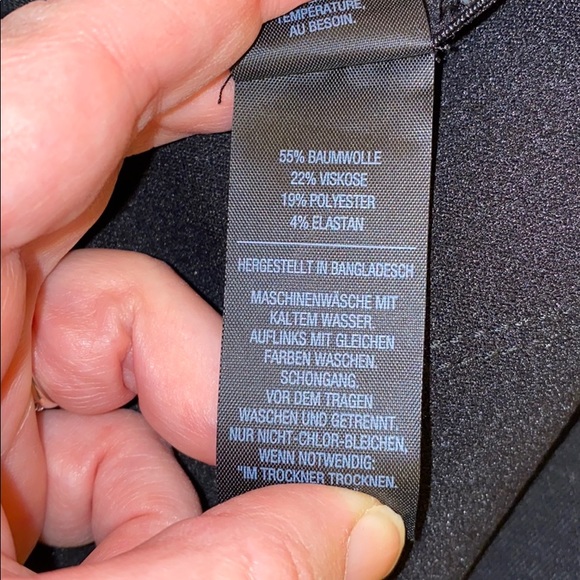 TEMPÉRATURE,
AU BESOIN.
55% BAUMWOLLE
22% VISKOSE
19% POLYESTER
4% ELASTAN
HERGESTELLT IN BANGLADESCH
MASCHINENWÄSCHE MIT
KALTEM WASSER
AUFLINKS MIT GLEICHEN
FARBEN WASCHEN.
SCHONGANG.
VOR DEM TRAGEN
WASCHEN UND GETRENNT.
NUR NICHT-CHLOR-BLEICHEN,
WENN NOTWENDIG:
"IM TROCKNER TROCKNEN.